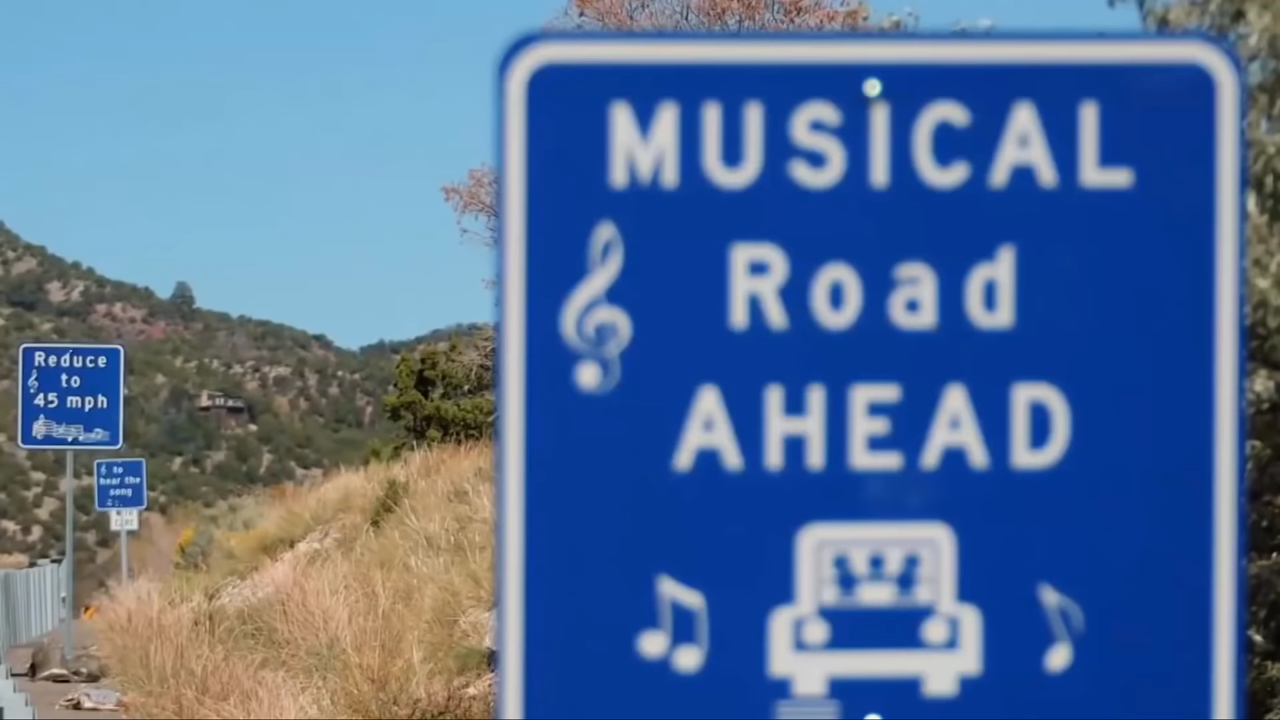 MUSICAL
Road
AHEAD
Reduce
to
45 mph
to
hear the
song